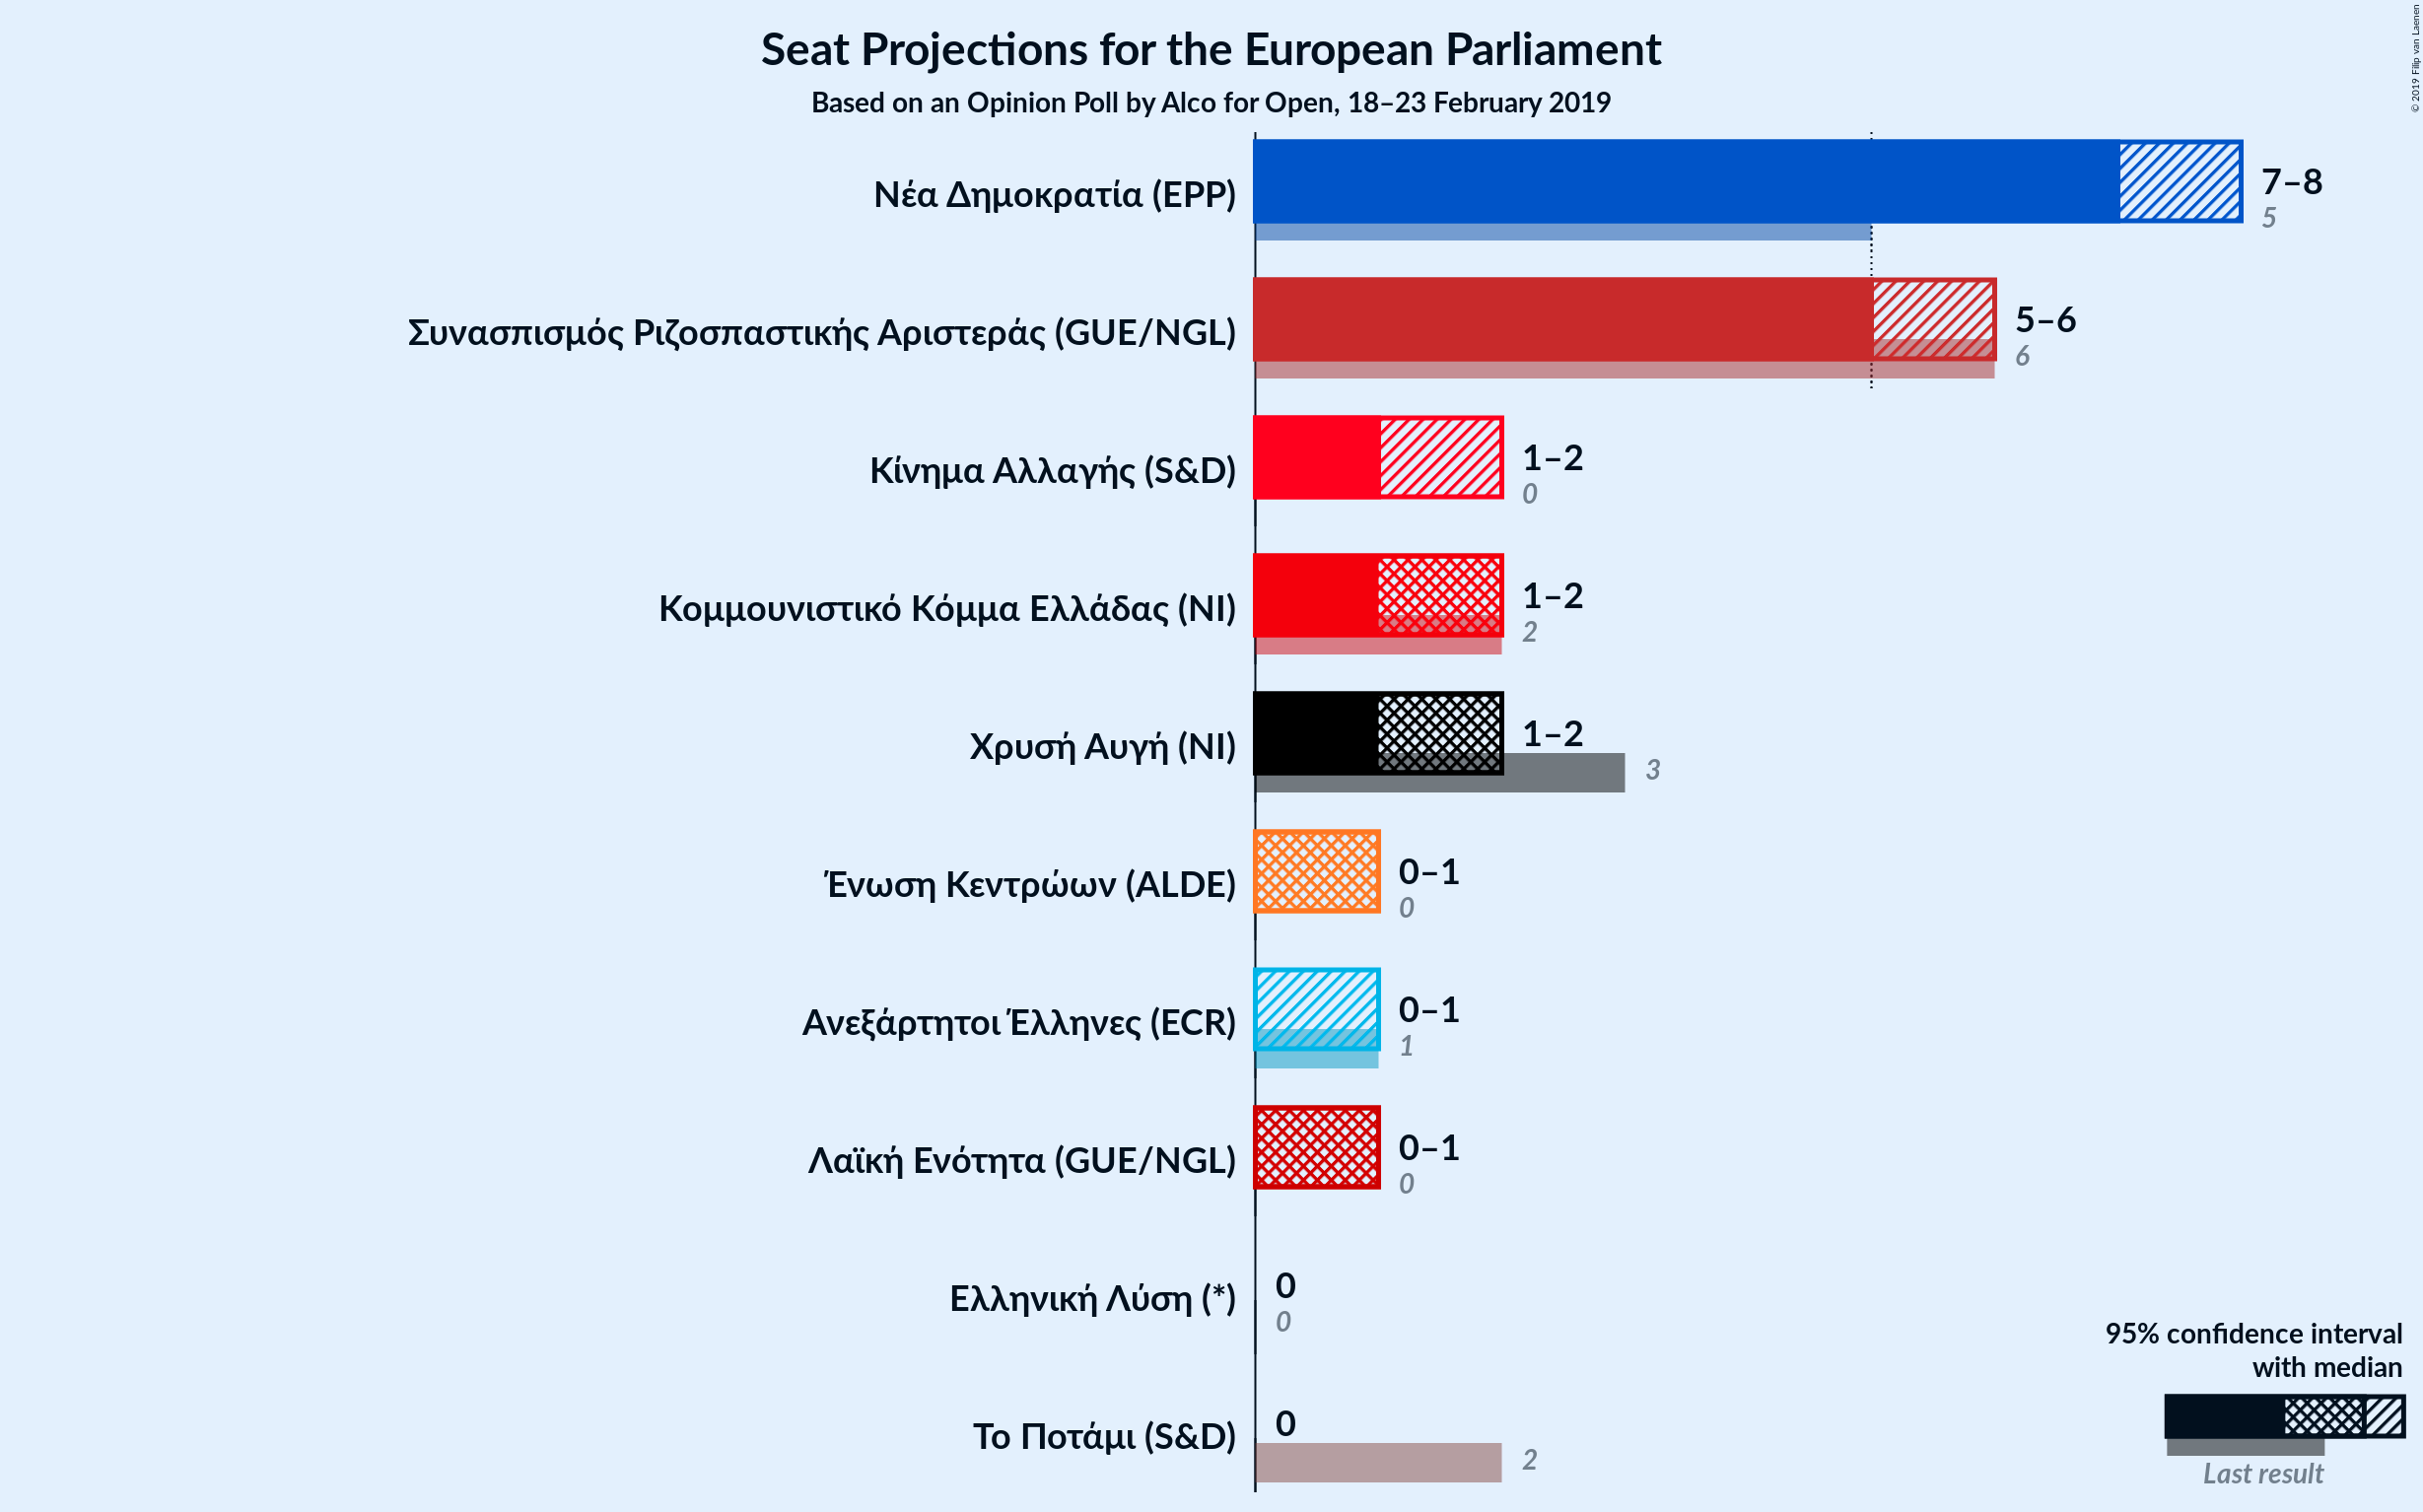 Seat Projections for the European Parliament
Based on an Opinion Poll by Alco for Open, 18–23 February 2019
© 2019 Filip van Laenen
Νέα Δημοκρατία (EPP)
7–8
5
Συνασπισμός Ριζοσπαστικής Αριστεράς (GUE/NGL)
5–6
6
Κίνημα Αλλαγής (S&D)
1–2
0
Κομμουνιστικό Κόμμα Ελλάδας (NI)
1–2
2
Χρυσή Αυγή (NI)
1–2
3
Ένωση Κεντρώων (ALDE)
0–1
0
Ανεξάρτητοι Έλληνες (ECR)
0–1
1
Λαϊκή Ενότητα (GUE/NGL)
0–1
0
Ελληνική Λύση (*)
0
0
Το Ποτάμι (S&D)
0
2
95% confidence interval
with median
Last result